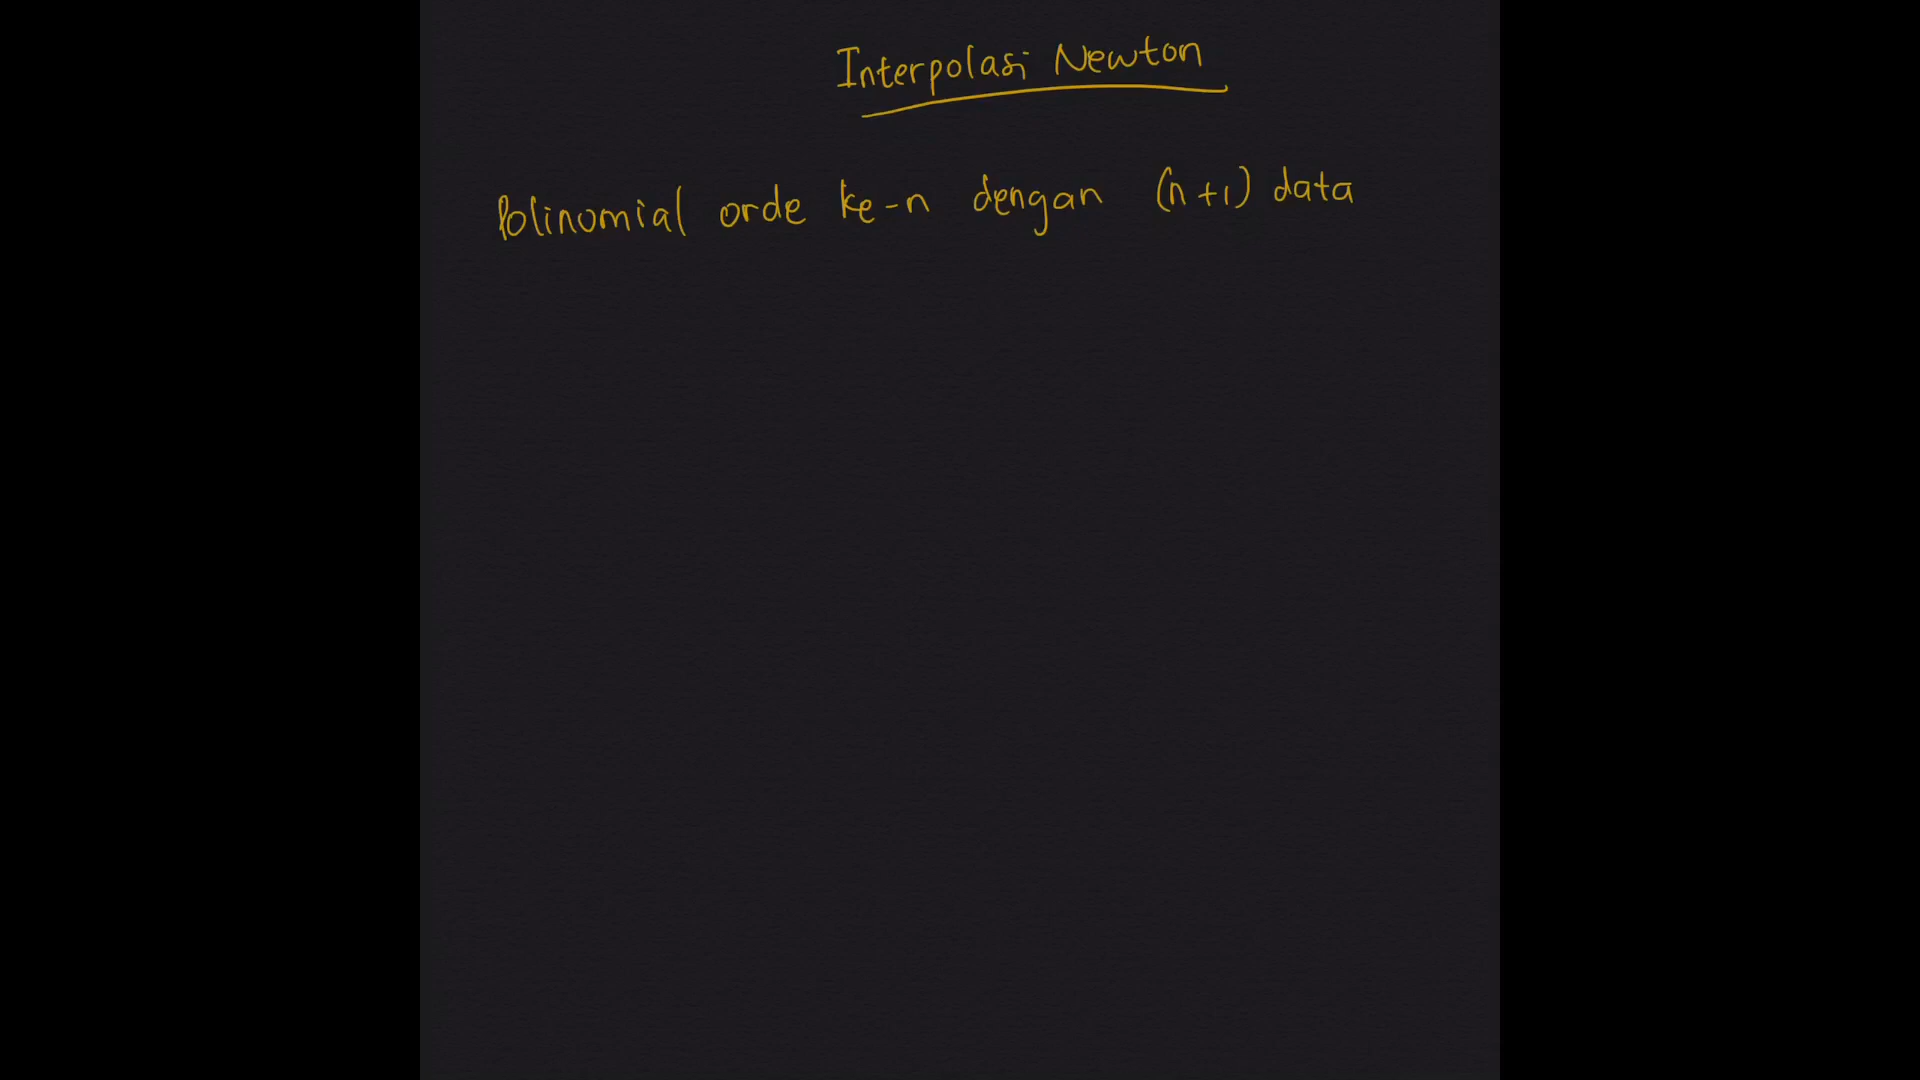 Interpolasi Newton
Polinomial orde ke-n dengan (n+1) data